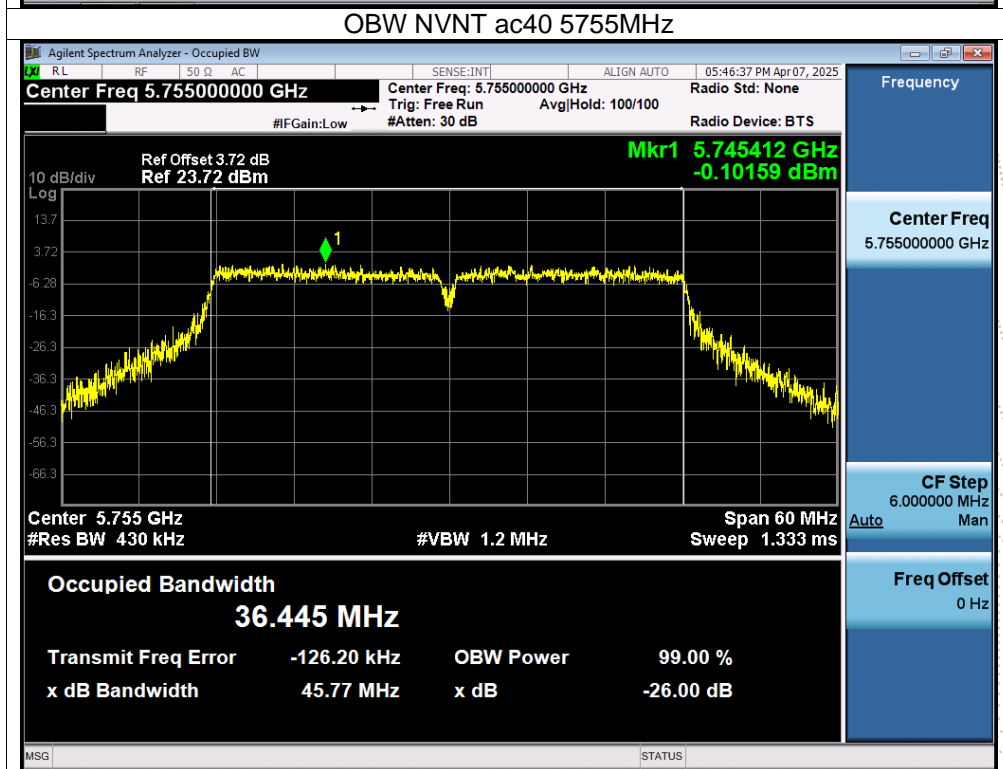 OBW NVNT ac40 5755MHz
Agilent Spectrum Analyzer - Occupied BW
LXI RL RF 50 Ω AC SENSE:INT ALIGN AUTO 05:46:37 PM Apr 07, 2025
Center Freq 5.755000000 GHz
Center Freq: 5.755000000 GHz Radio Std: None
Trig: Free Run Avg|Hold: 100/100
#IFGain:Low #Atten: 30 dB Radio Device: BTS
Mkr1 5.745412 GHz
-0.10159 dBm
Ref Offset 3.72 dB
10 dB/div Ref 23.72 dBm
Log
13.7
1
3.72
-6.28
-16.3
-26.3
-36.3
-46.3
-56.3
-66.3
Center 5.755 GHz Span 60 MHz
#Res BW 430 kHz #VBW 1.2 MHz Sweep 1.333 ms
Occupied Bandwidth
36.445 MHz
Transmit Freq Error -126.20 kHz OBW Power 99.00 %
x dB Bandwidth 45.77 MHz x dB -26.00 dB
MSG STATUS
Frequency
Center Freq
5.755000000 GHz
CF Step
6.000000 MHz
Auto Man
Freq Offset
0 Hz